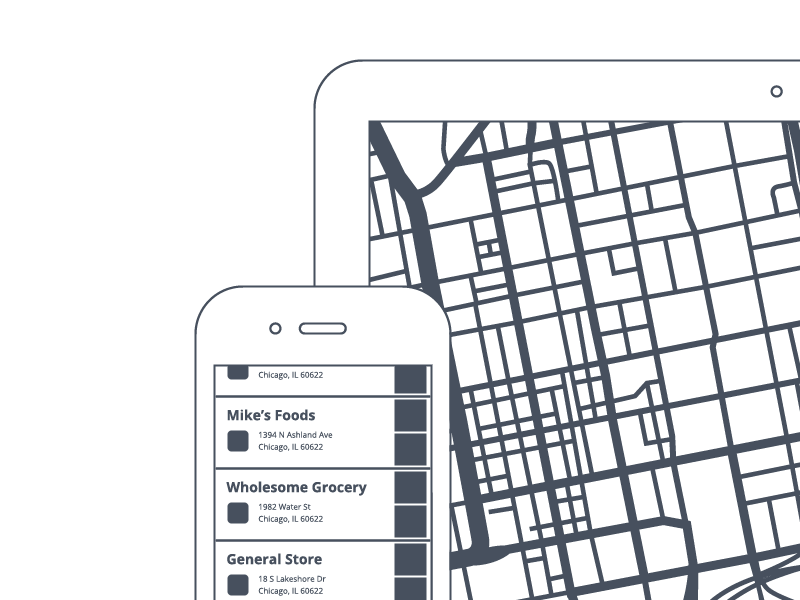 Chicago, IL 60622
Mike’s Foods
1394 N Ashland Ave
Chicago, IL 60622
Wholesome Grocery
1982 Water St
Chicago, IL 60622
General Store
18 S Lakeshore Dr
Chicago, IL 60622